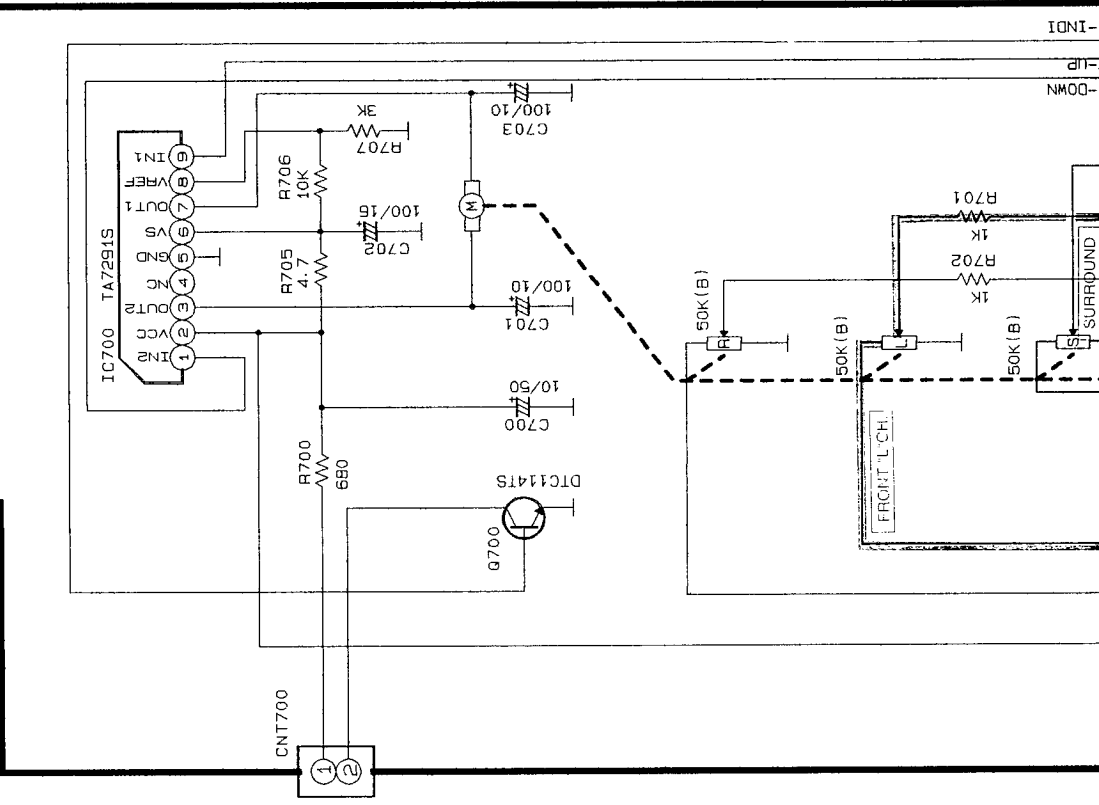 -INDI
-UP
-DOWN
100/10
C703
3K
R707
IN1
9
VREF
8
OUT1
7
VS
6
GND
5
NC
4
OUT2
3
VCC
2
IN2
1
IC700 TA7291S
R706
10K
100/16
C702
R705
4.7
M
100/10
C701
10/50
C700
R700
680
DTC114TS
Q700
CNT700
1
2
50K(B)
R
R701
1K
R702
1K
50K(B)
L
50K(B)
S
SURROUND
FRONT "L" CH.